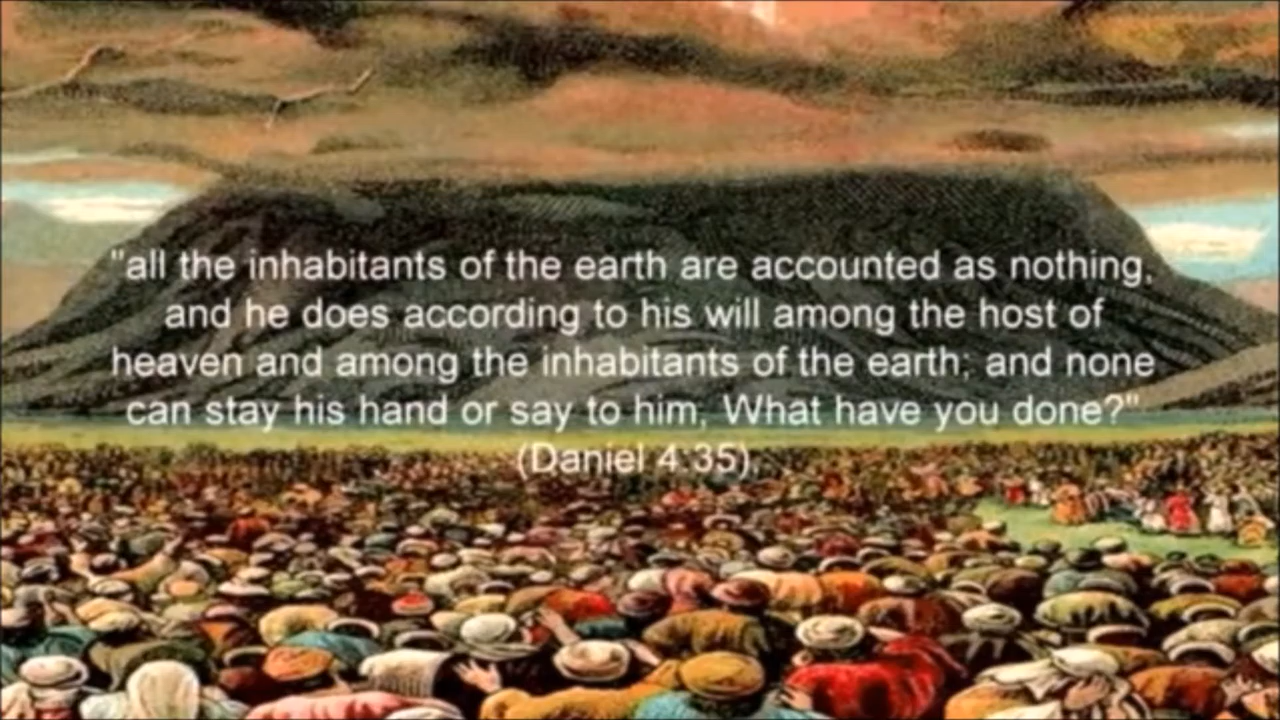 "all the inhabitants of the earth are accounted as nothing,
and he does according to his will among the host of
heaven and among the inhabitants of the earth; and none
can stay his hand or say to him, What have you done?"
(Daniel 4:35).